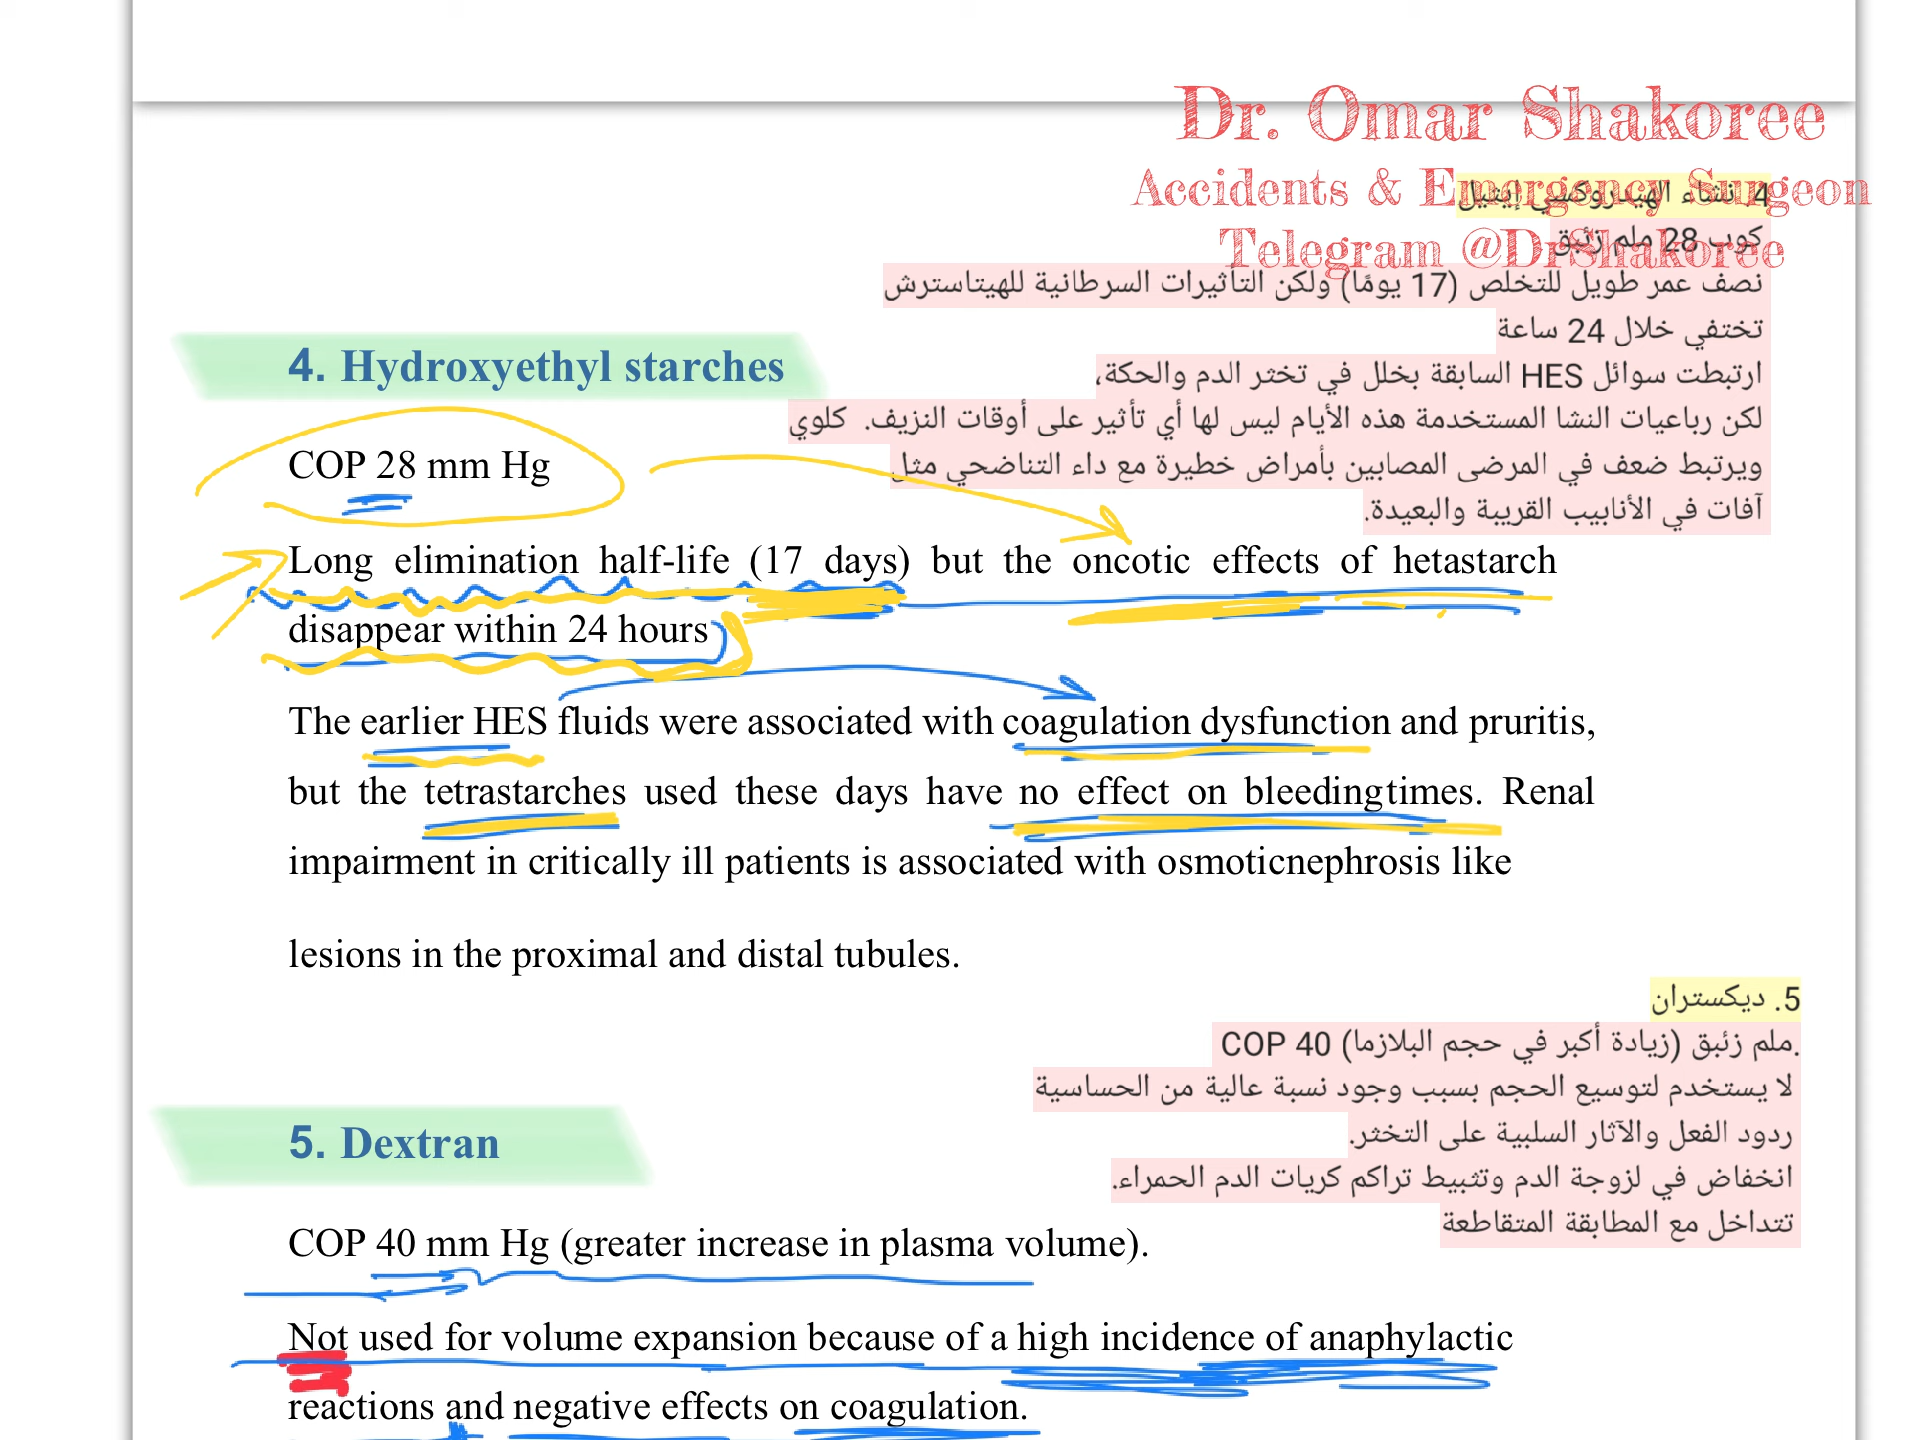 Dr. Omar Shakoree
Accidents & Emergency Surgeon
Telegram @DrShakoree
4. نشاء الهيدروكسي إيثيل
كوب 28 ملم زئبق
نصف عمر طويل للتخلص (17 يومًا) ولكن التأثيرات السرطانية للهيتاسترش
تختفي خلال 24 ساعة
ارتبطت سوائل HES السابقة بخلل في تخثر الدم والحكة،
لكن رباعيات النشا المستخدمة هذه الأيام ليس لها أي تأثير على أوقات النزيف. كلوي
ويرتبط ضعف في المرضى المصابين بأمراض خطيرة مع داء التناضحي مثل
آفات في الأنابيب القريبة والبعيدة.
4. Hydroxyethyl starches
COP 28 mm Hg
Long elimination half-life (17 days) but the oncotic effects of hetastarch
disappear within 24 hours
The earlier HES fluids were associated with coagulation dysfunction and pruritis,
but the tetrastarches used these days have no effect on bleedingtimes. Renal
impairment in critically ill patients is associated with osmoticnephrosis like
lesions in the proximal and distal tubules.
5. ديكستران
COP 40 ملم زئبق (زيادة أكبر في حجم البلازما).
لا يستخدم لتوسيع الحجم بسبب وجود نسبة عالية من الحساسية
ردود الفعل والآثار السلبية على التخثر.
انخفاض في لزوجة الدم وتثبيط تراكم كريات الدم الحمراء.
تتداخل مع المطابقة المتقاطعة
5. Dextran
COP 40 mm Hg (greater increase in plasma volume).
Not used for volume expansion because of a high incidence of anaphylactic
reactions and negative effects on coagulation.